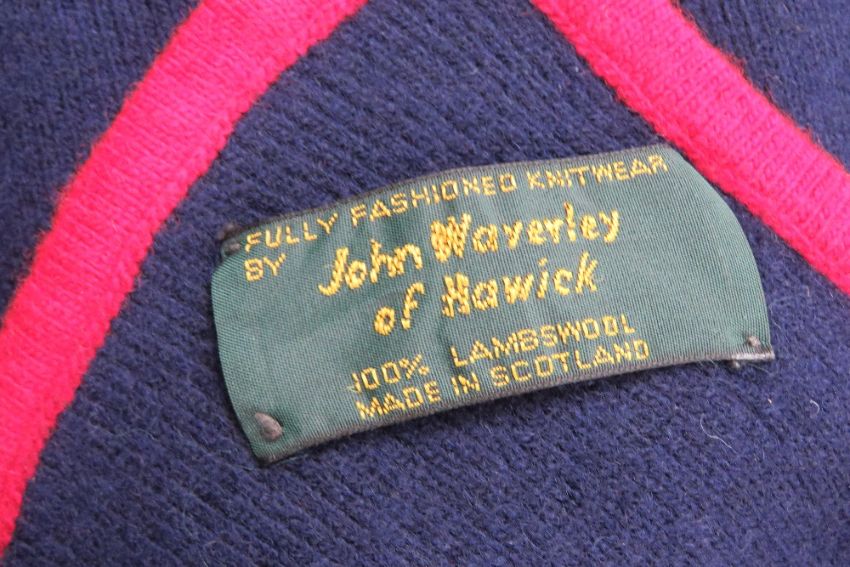 FULLY FASHIONED KNITWEAR
BY John Waverley
of Hawick
100% LAMBSWOOL
MADE IN SCOTLAND